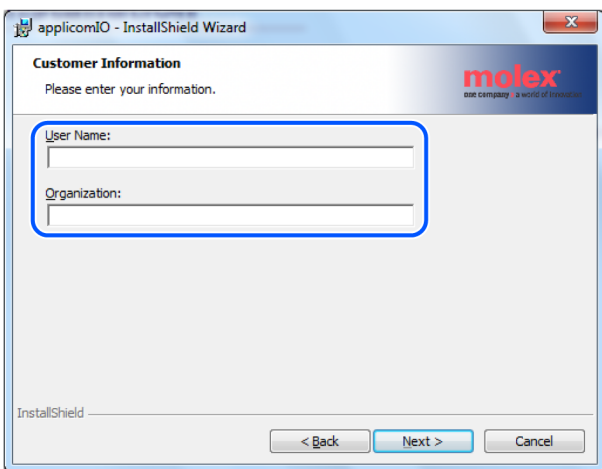 applicomIO - InstallShield Wizard
Customer Information
Please enter your information.
molex
one company a world of innovation
User Name:
Organization:
InstallShield
< Back
Next >
Cancel